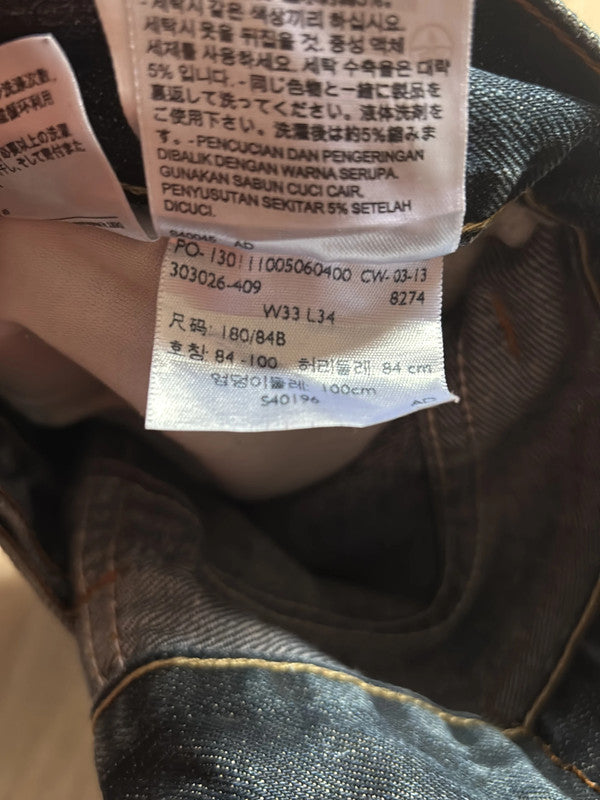 세탁시 같은 색상끼리 하십시요.
세탁시 옷을 뒤집을 것. 중성 액체
세제를 사용하세요. 세탁 수축율은 대략
5% 입니다.- 同じ色物と一緒に製品を
裏返して洗ってください。液体洗剤を
ご使用下さい。洗濯後は約5%縮みま
す。-PENCUCIAN DAN PENGERINGAN
DIBALIK DENGAN WARNA SERUPA.
GUNAKAN SABUN CUCI CAIR.
PENYUSUTAN SEKITAR 5% SETELAH
DICUCI.
AD
PO- 130111005060400 CW- 03-13
303026-409
8274
W33 L34
尺码: 180/84B
호칭: 84 -100 허리둘레 84 cm
엉덩이둘레: 100cm
S40196 AD